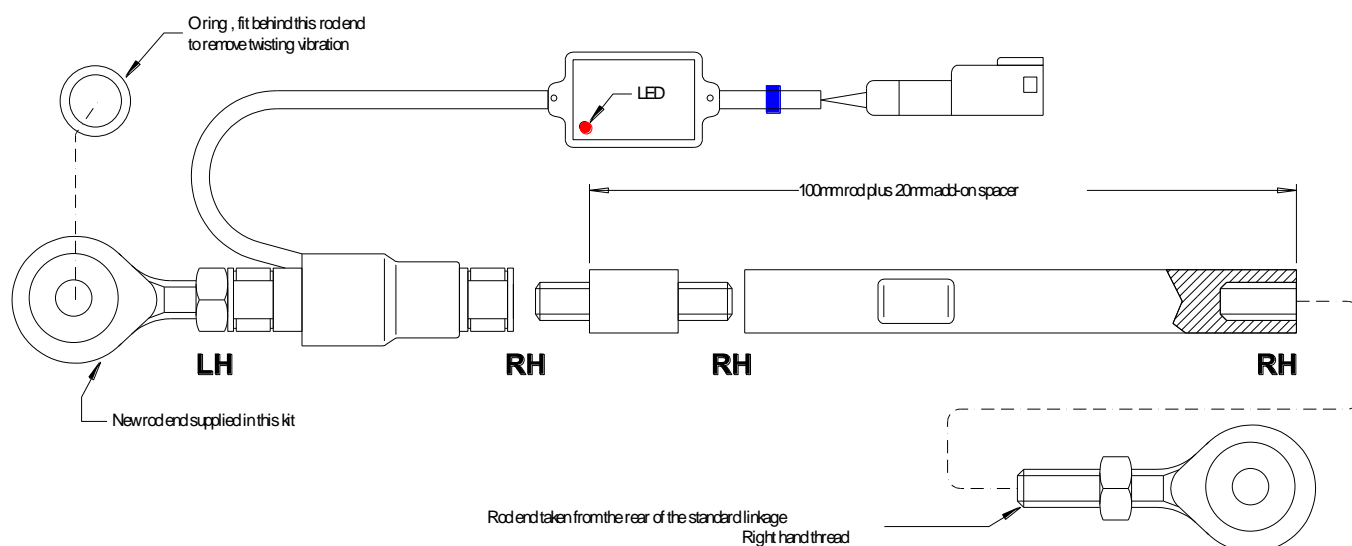 O ring , fit behind this rod end
to remove twisting vibration
LED
100mm rod plus 20mm add-on spacer
LH
RH
RH
RH
New rod end supplied in this kit
Rod end taken from the rear of the standard linkage
Right hand thread